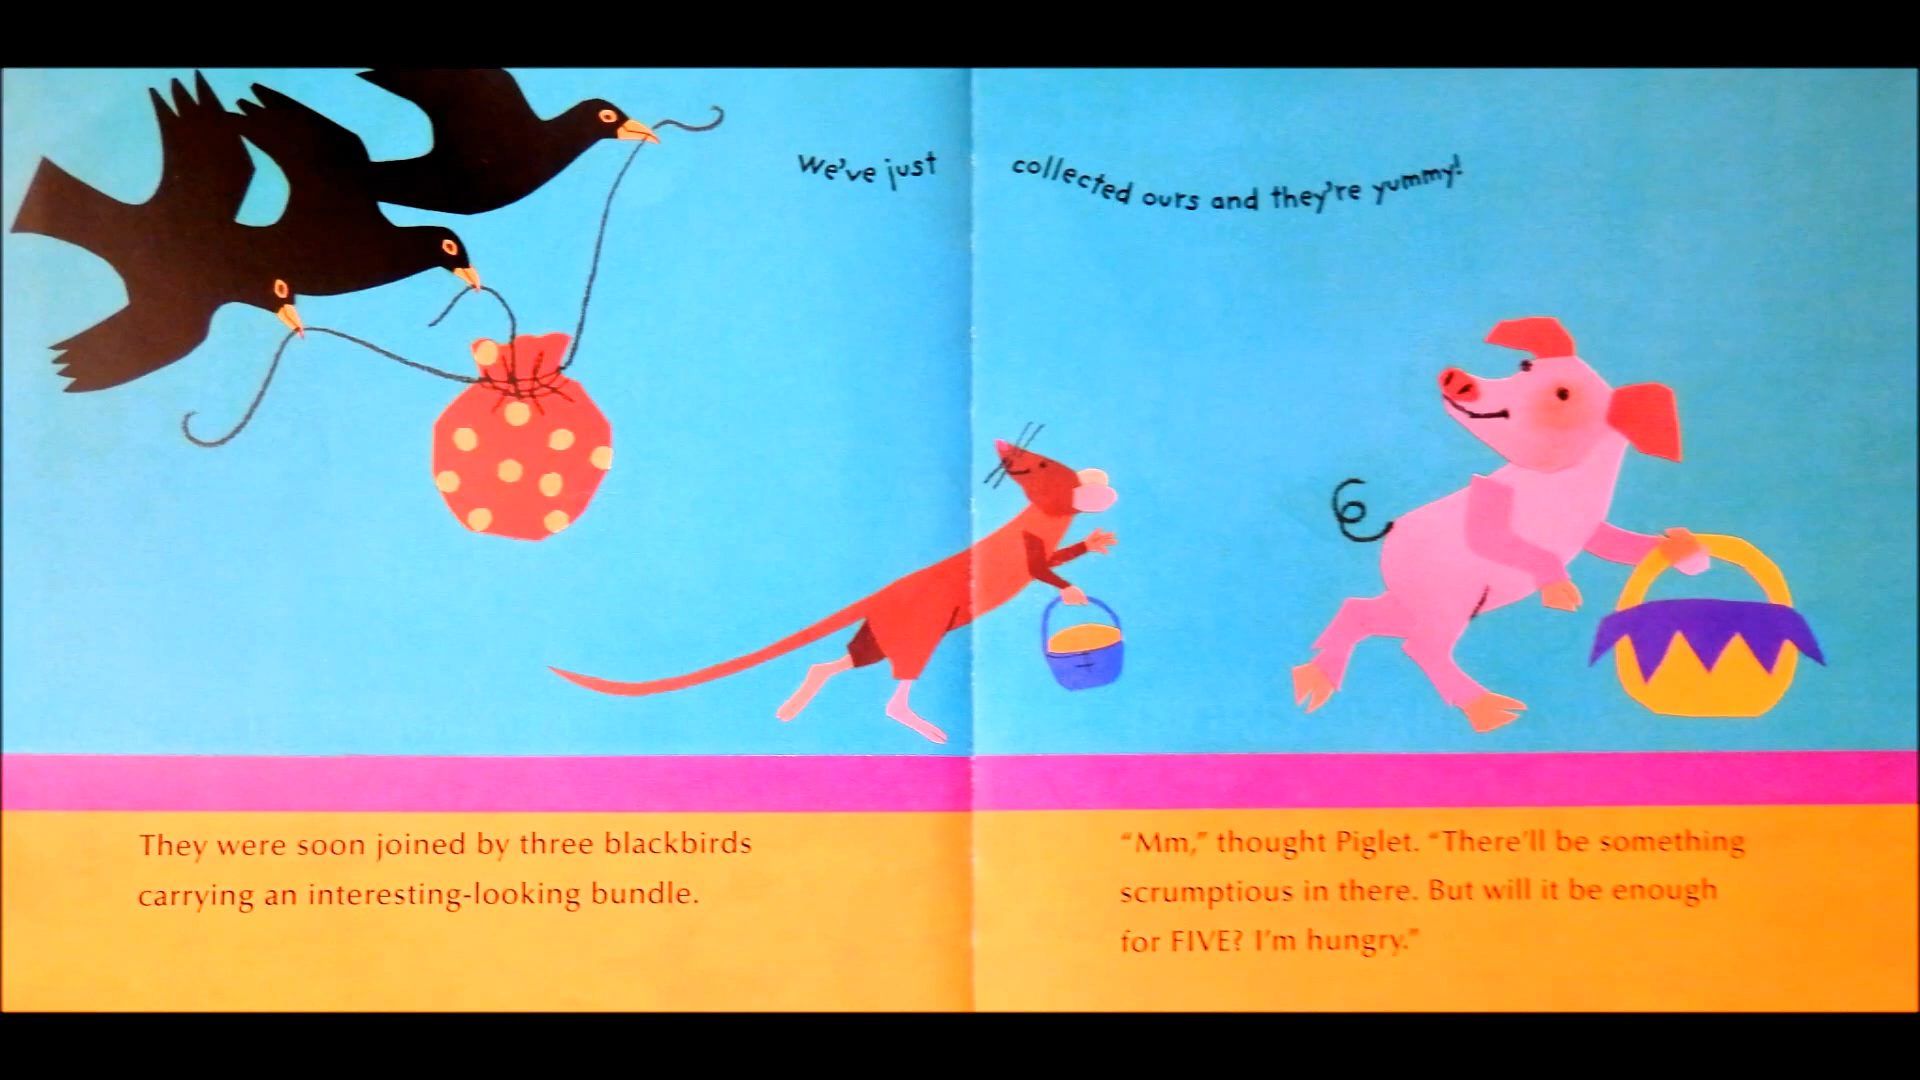 We've just collected ours and they're yummy!
They were soon joined by three blackbirds
carrying an interesting-looking bundle.
“Mm,” thought Piglet. “There'll be something
scrumptious in there. But will it be enough
for FIVE? I'm hungry.”